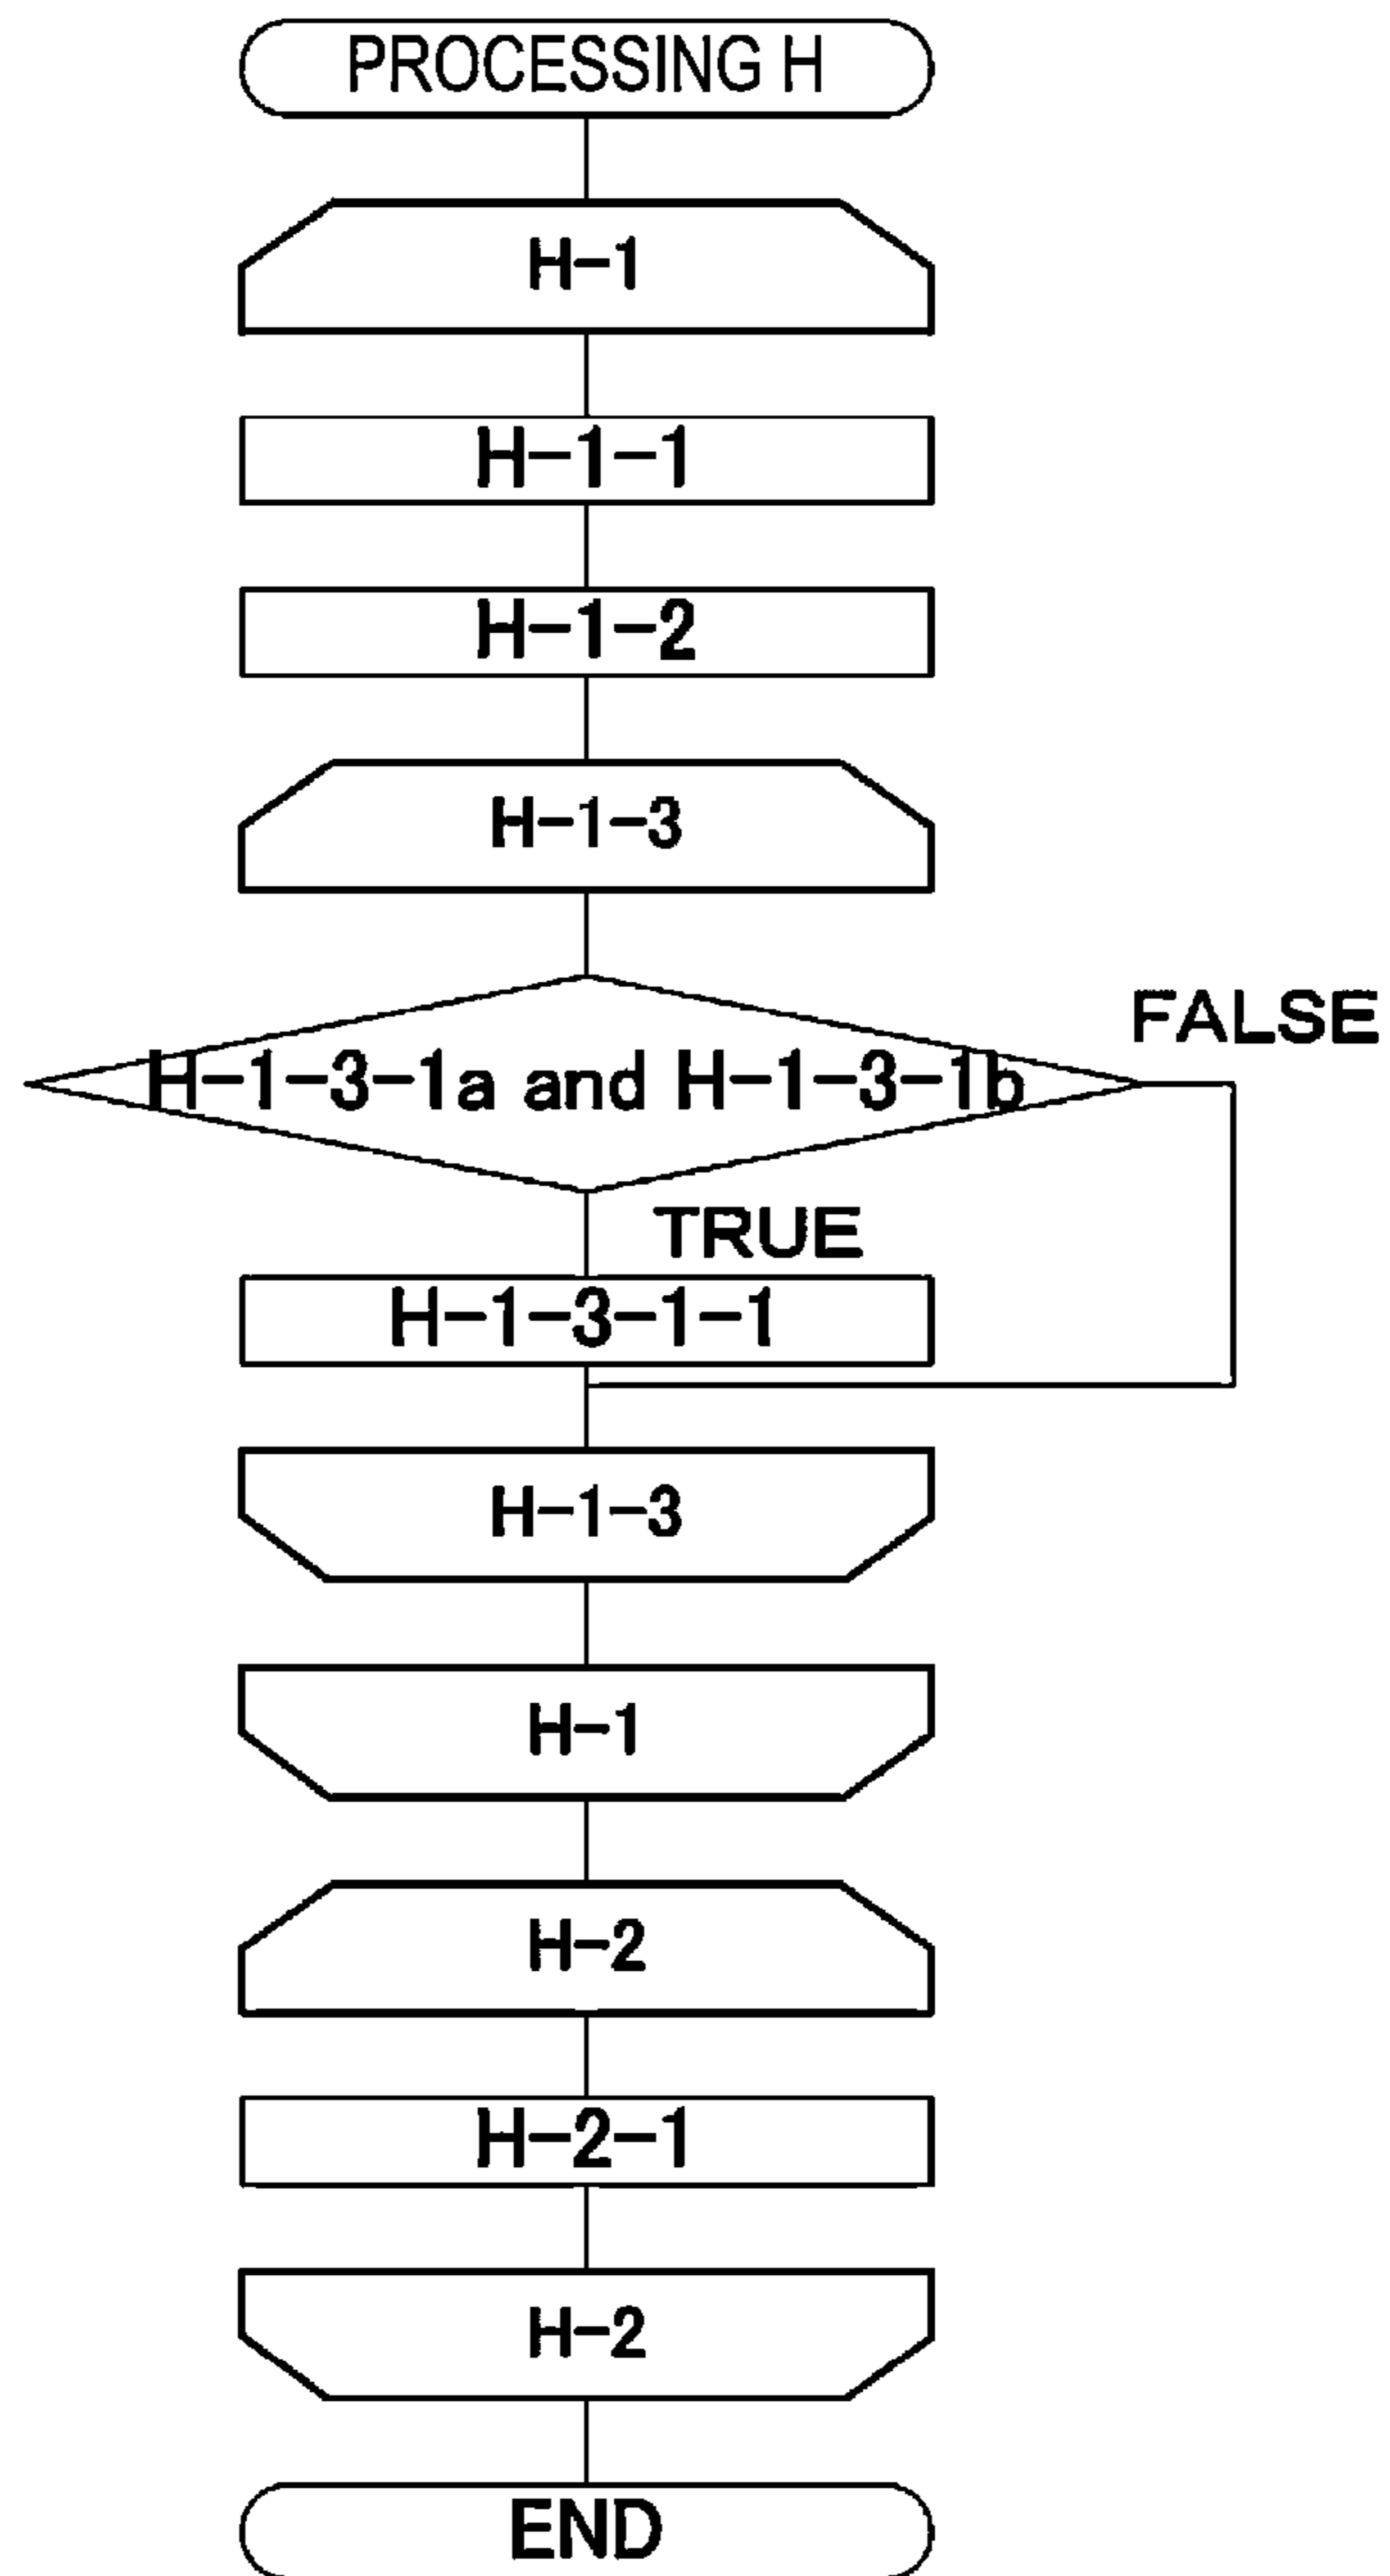 PROCESSING H
H-1
H-1-1
H-1-2
H-1-3
FALSE
H-1-3-1a and H-1-3-1b
TRUE
H-1-3-1-1
H-1-3
H-1
H-2
H-2-1
H-2
END